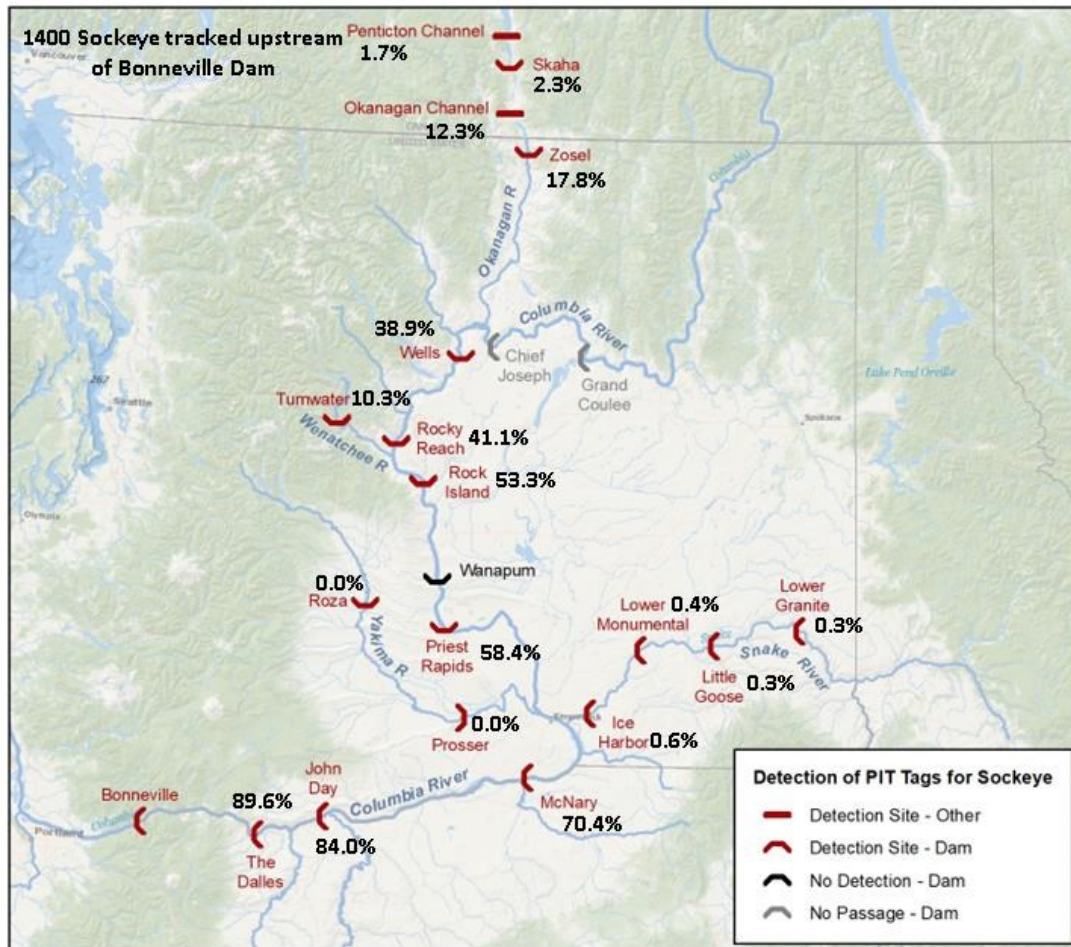 1400 Sockeye tracked upstream
of Bonneville Dam
Vancouver
Penticton Channel
1.7%
Skaha
2.3%
Okanagan Channel
12.3%
Zosel
17.8%
Okanagan R
Columbia
38.9%
Wells
Columbia River
Chief
Joseph
Grand
Coulee
Lake Pend Orville
267
Seattle
Spokane
Tumwater 10.3%
Wenatchee R
Rocky
Reach
41.1%
Rock
Island
53.3%
Olympia
Wanapum
0.0%
Roza
Yakima R
Priest
Rapids
58.4%
Lower
Monumental
0.4%
Lower
Granite
0.3%
Snake River
Little
Goose
0.3%
Prosser
0.0%
Ice
Harbor 0.6%
Bonneville
89.6%
John
Day
Columbia River
McNary
70.4%
Portland
The
Dalles
84.0%
Detection of PIT Tags for Sockeye
Detection Site - Other
Detection Site - Dam
No Detection - Dam
No Passage - Dam